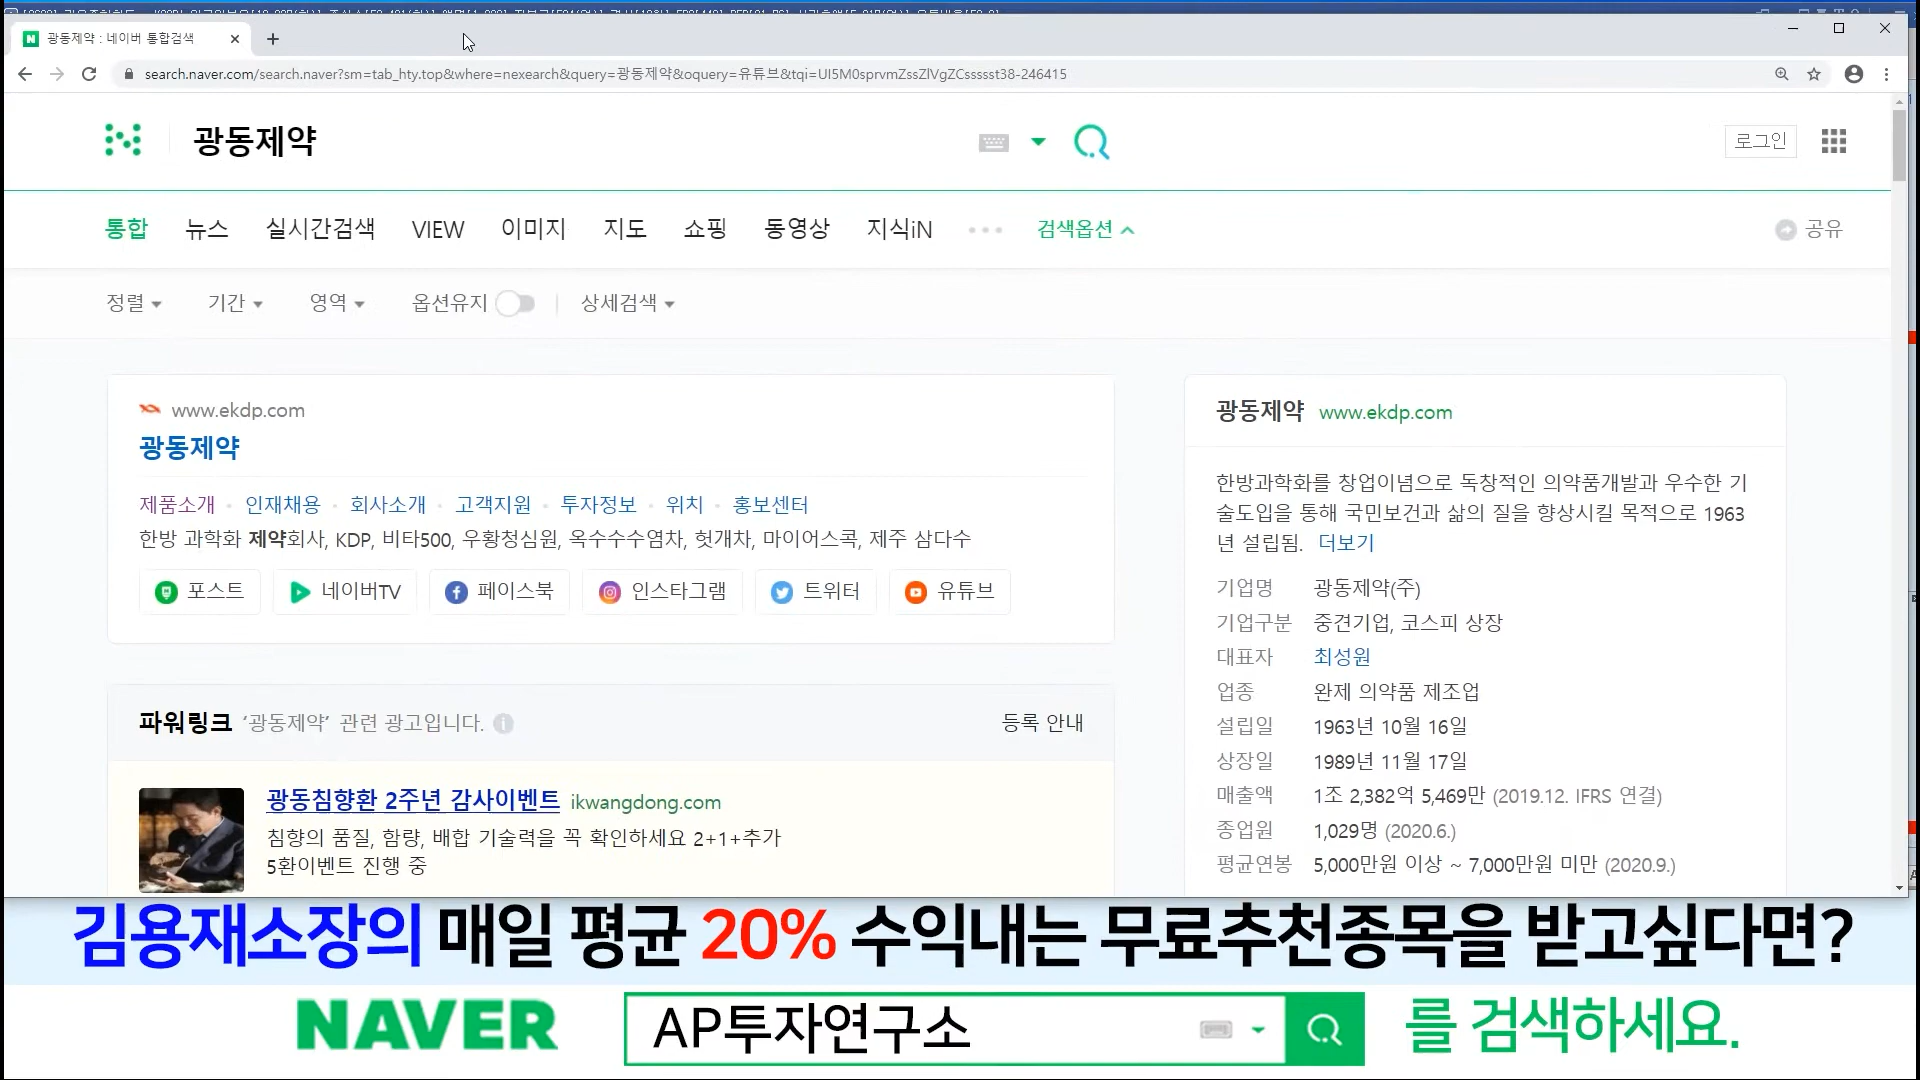 광동제약 : 네이버 통합검색
search.naver.com/search.naver?sm=tab_hty.top&where=nexearch&query=광동제약&oquery=유튜브&tqi=UI5M0sprvmZssZlVgZCssssst38-246415
광동제약
로그인
통합 뉴스 실시간검색 VIEW 이미지 지도 쇼핑 동영상 지식iN 검색옵션 공유
정렬 기간 영역 옵션유지 상세검색
www.ekdp.com
광동제약
제품소개 · 인재채용 · 회사소개 · 고객지원 · 투자정보 · 위치 · 홍보센터
한방 과학화 제약회사, KDP, 비타500, 우황청심원, 옥수수수염차, 헛개차, 마이어스콕, 제주 삼다수
포스트 네이버TV 페이스북 인스타그램 트위터 유튜브
파워링크 ‘광동제약’ 관련 광고입니다. 등록 안내
광동침향환 2주년 감사이벤트 ikwangdong.com
침향의 품질, 함량, 배합 기술력을 꼭 확인하세요 2+1+추가
5환이벤트 진행 중
광동제약 www.ekdp.com
한방과학화를 창업이념으로 독창적인 의약품개발과 우수한 기
술도입을 통해 국민보건과 삶의 질을 향상시킬 목적으로 1963
년 설립됨. 더보기
기업명 광동제약(주)
기업구분 중견기업, 코스피 상장
대표자 최성원
업종 완제 의약품 제조업
설립일 1963년 10월 16일
상장일 1989년 11월 17일
매출액 1조 2,382억 5,469만 (2019.12. IFRS 연결)
종업원 1,029명 (2020.6.)
평균연봉 5,000만원 이상 ~ 7,000만원 미만 (2020.9.)
김용재소장의 매일 평균 20% 수익내는 무료추천종목을 받고싶다면?
NAVER AP투자연구소 를 검색하세요.